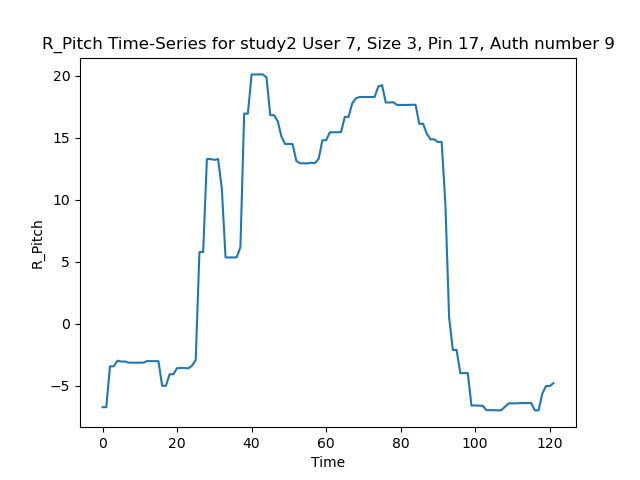 R_Pitch Time-Series for study2 User 7, Size 3, Pin 17, Auth number 9
20
15
10
5
0
−5
R_Pitch
0 20 40 60 80 100 120
Time